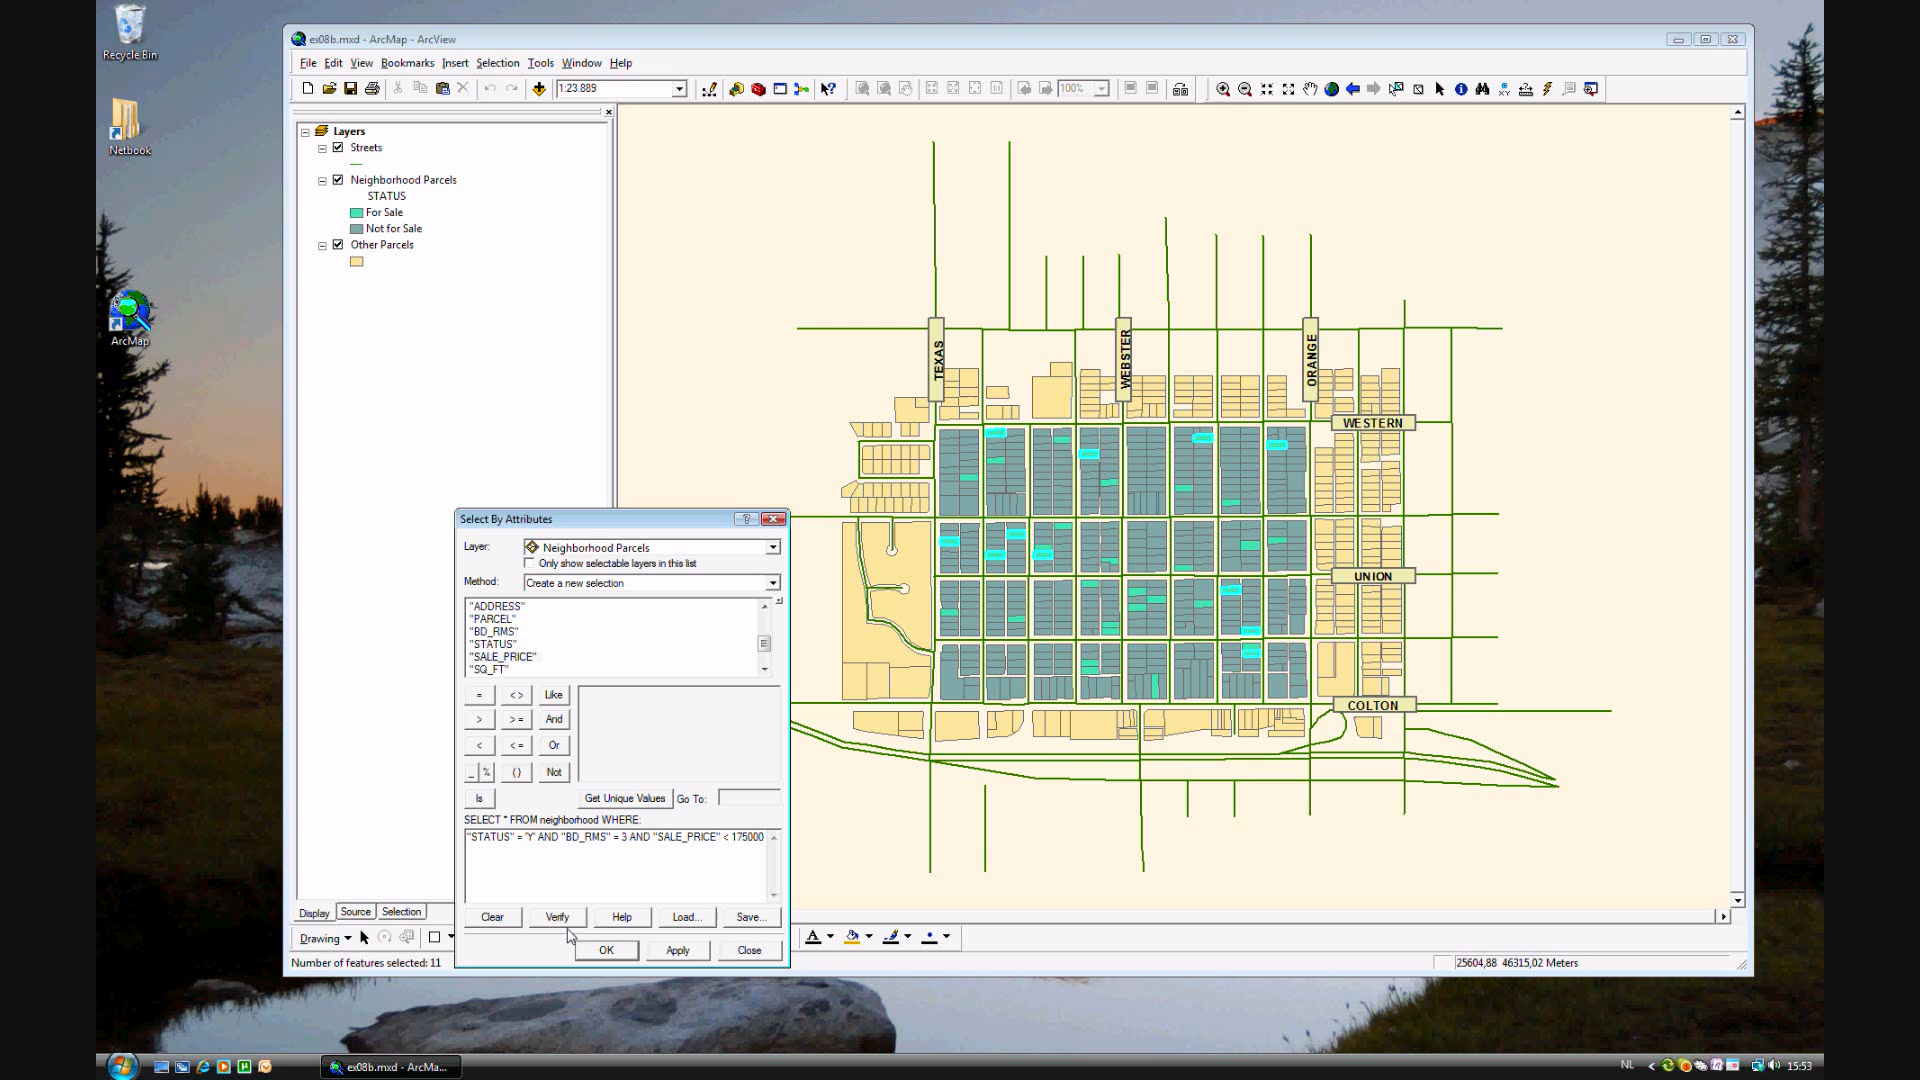 Recycle Bin
Netbook
ArcMap
ex08b.mxd - ArcMap - ArcView
File Edit View Bookmarks Insert Selection Tools Window Help
1:23.889
100%
Layers
Streets
Neighborhood Parcels
STATUS
For Sale
Not for Sale
Other Parcels
TEXAS
WEBSTER
ORANGE
WESTERN
UNION
COLTON
Select By Attributes
Layer: Neighborhood Parcels
Only show selectable layers in this list
Method: Create a new selection
"ADDRESS"
"PARCEL"
"BD_RMS"
"STATUS"
"SALE_PRICE"
"SQ_FT"
= < > Like
> > = And
< < = Or
_ % ( ) Not
Is
Get Unique Values Go To:
SELECT * FROM neighborhood WHERE:
"STATUS" = 'Y' AND "BD_RMS" = 3 AND "SALE_PRICE" < 175000
Clear Verify Help Load... Save...
OK Apply Close
Display Source Selection
Drawing
A
Number of features selected: 11
25604,88 46315,02 Meters
ex08b.mxd - ArcMa...
NL
15:53